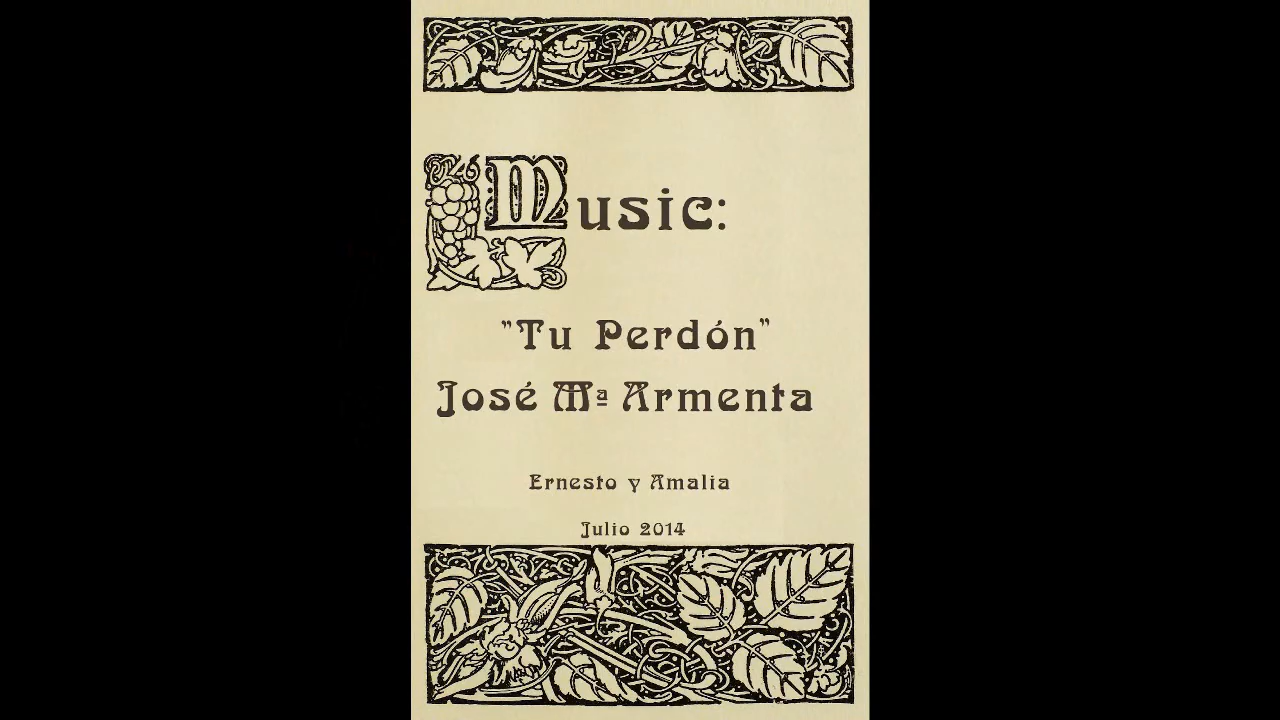 Music:
"Tu Perdón"
José Mª Armenta
Ernesto y Amalia
Julio 2014